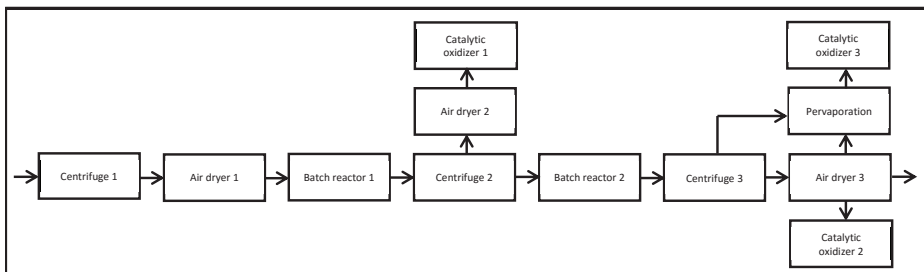 Catalytic
oxidizer 1
Catalytic
oxidizer 3
Air dryer 2
Pervaporation
Centrifuge 1
Air dryer 1
Batch reactor 1
Centrifuge 2
Batch reactor 2
Centrifuge 3
Air dryer 3
Catalytic
oxidizer 2